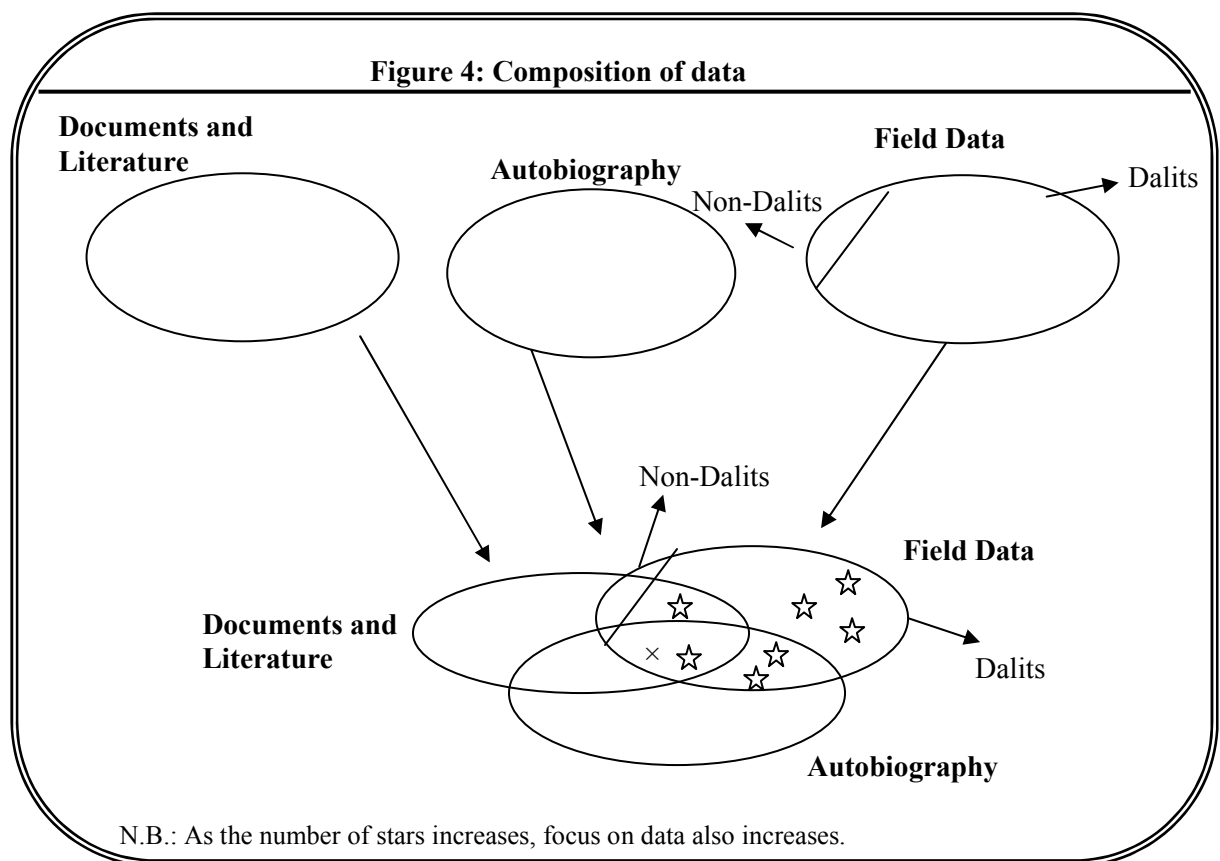 Figure 4: Composition of data
Documents and
Literature
Autobiography
Field Data
Non-Dalits
Dalits
Non-Dalits
Field Data
Documents and
Literature
Dalits
Autobiography
N.B.: As the number of stars increases, focus on data also increases.